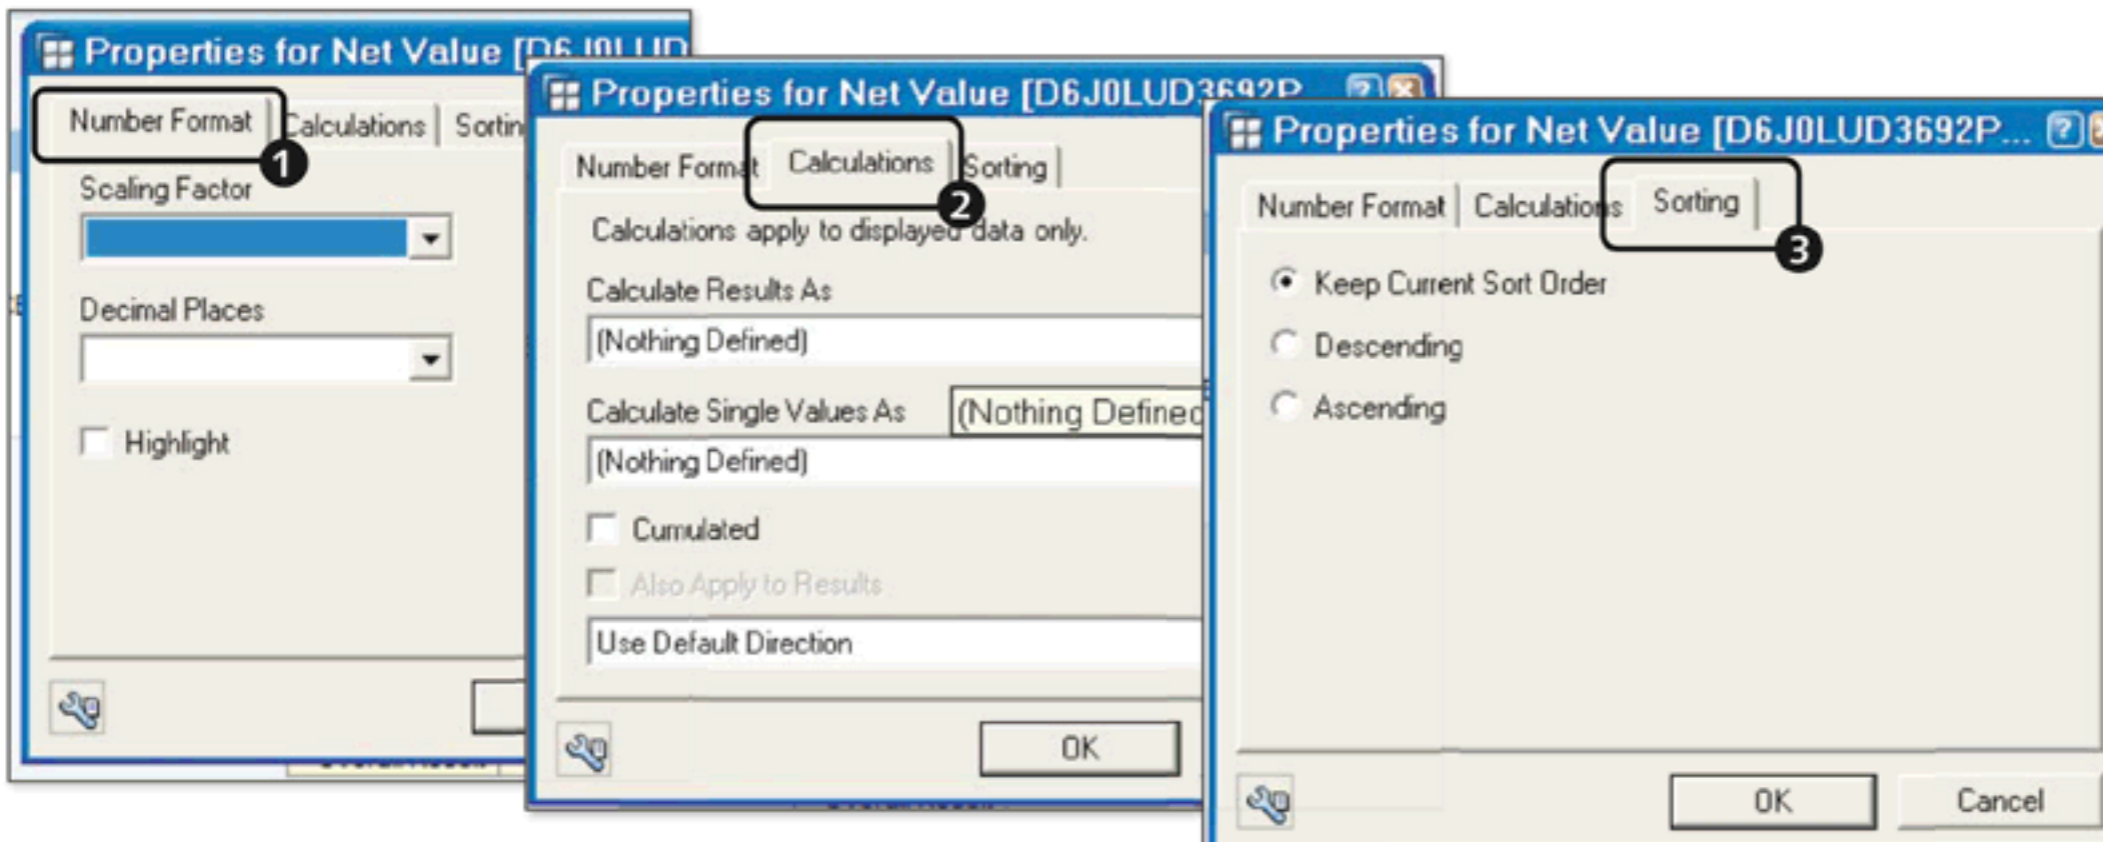 Properties for Net Value [D6J0LUD
Number Format
Calculations
Sortin
1
Scaling Factor
Decimal Places
Highlight
Properties for Net Value [D6J0LUD3692P
Number Format
Calculations
Sorting
2
Calculations apply to displayed data only.
Calculate Results As
(Nothing Defined)
Calculate Single Values As
(Nothing Defined
(Nothing Defined)
Cumulated
Also Apply to Results
Use Default Direction
OK
Properties for Net Value [D6J0LUD3692P...
Number Format
Calculations
Sorting
3
Keep Current Sort Order
Descending
Ascending
OK
Cancel